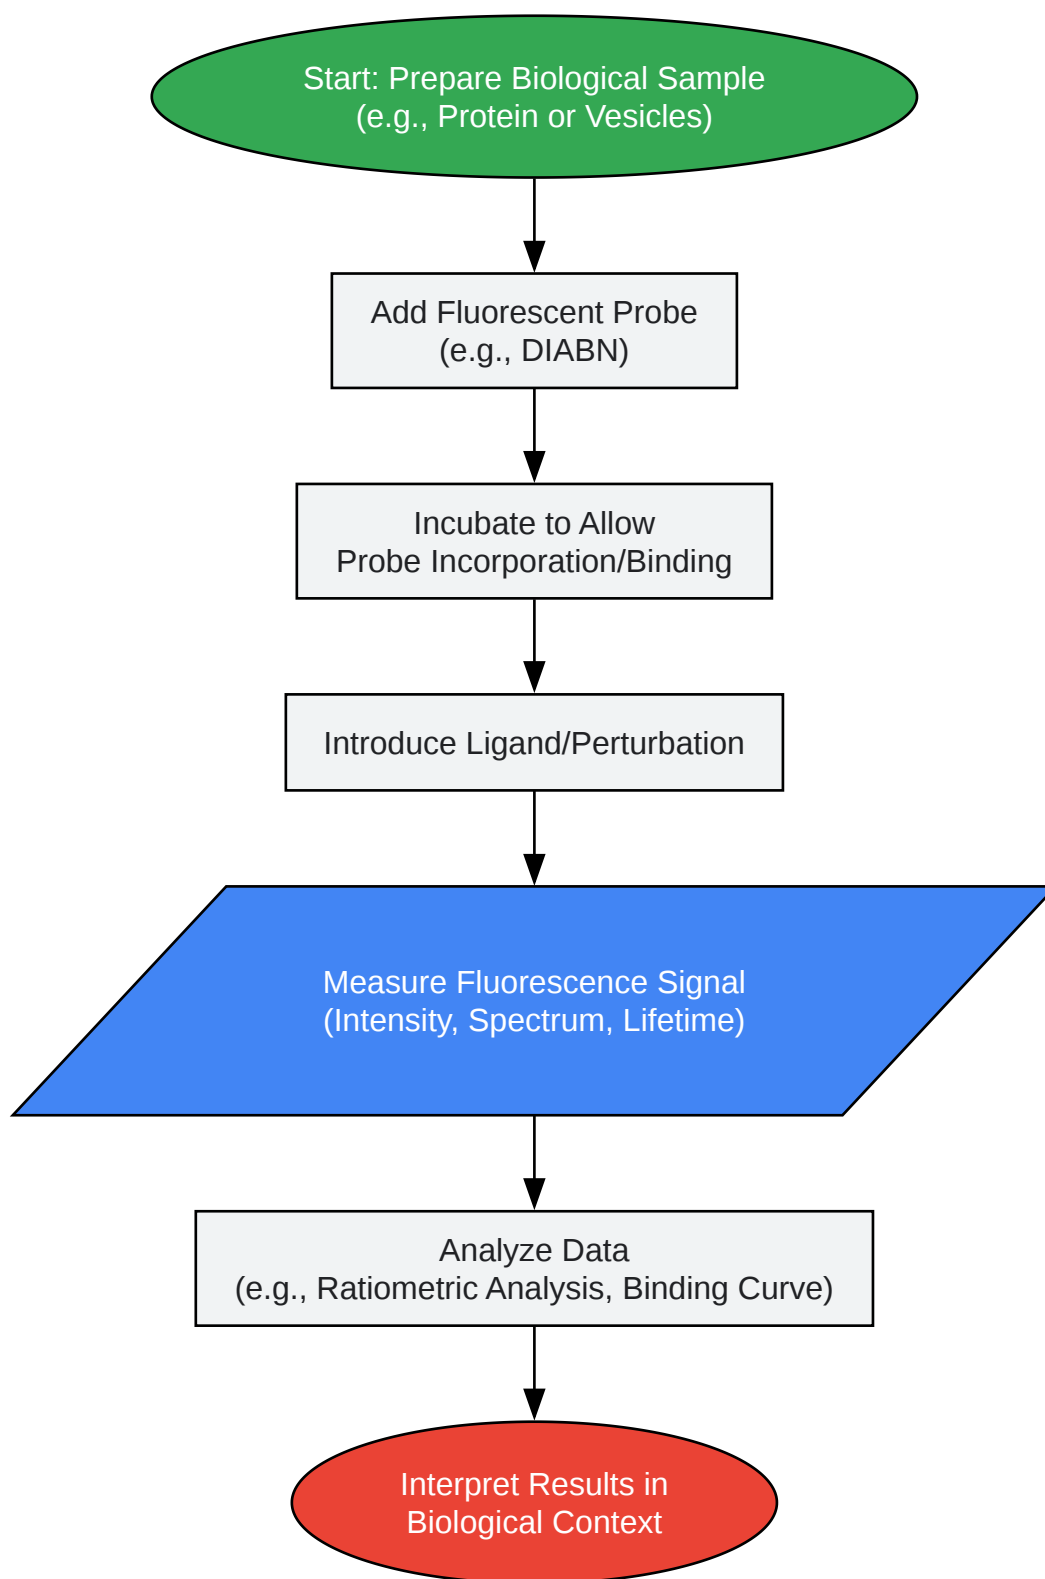 Start: Prepare Biological Sample
(e.g., Protein or Vesicles)
Add Fluorescent Probe
(e.g., DIABN)
Incubate to Allow
Probe Incorporation/Binding
Introduce Ligand/Perturbation
Measure Fluorescence Signal
(Intensity, Spectrum, Lifetime)
Analyze Data
(e.g., Ratiometric Analysis, Binding Curve)
Interpret Results in
Biological Context